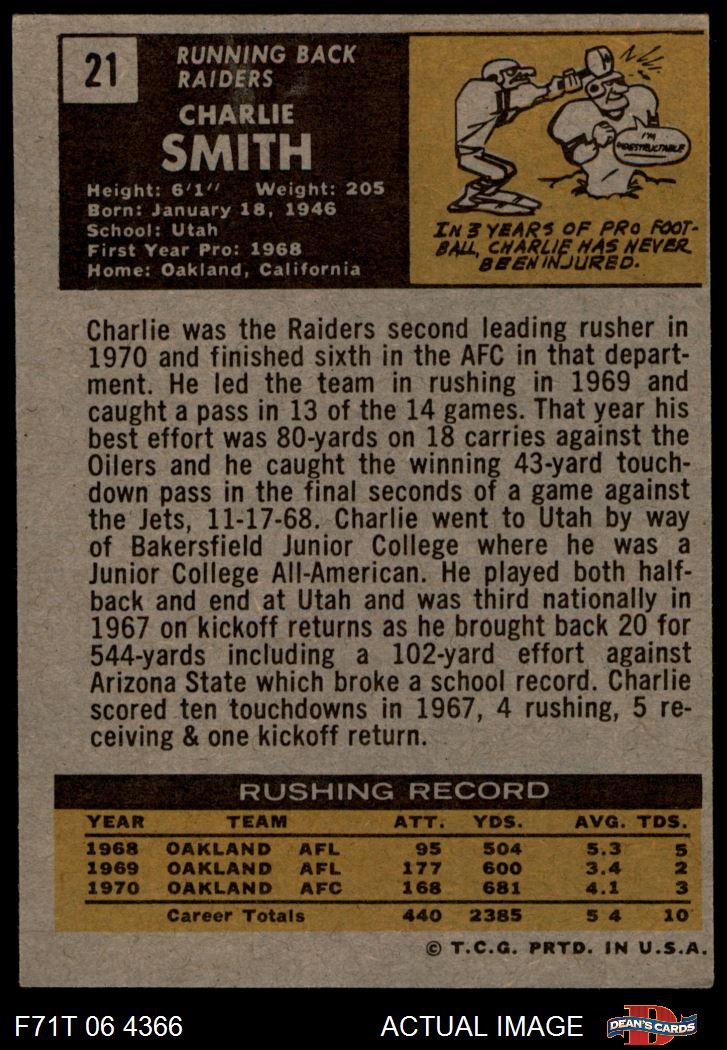 21
RUNNING BACK
RAIDERS
CHARLIE
SMITH
Height: 6'1" Weight: 205
Born: January 18, 1946
School: Utah
First Year Pro: 1968
Home: Oakland, California
I'M
INDESTRUCTABLE
IN 3 YEARS OF PRO FOOT-
BALL, CHARLIE HAS NEVER
BEEN INJURED.
Charlie was the Raiders second leading rusher in
1970 and finished sixth in the AFC in that depart-
ment. He led the team in rushing in 1969 and
caught a pass in 13 of the 14 games. That year his
best effort was 80-yards on 18 carries against the
Oilers and he caught the winning 43-yard touch-
down pass in the final seconds of a game against
the Jets, 11-17-68. Charlie went to Utah by way
of Bakersfield Junior College where he was a
Junior College All-American. He played both half-
back and end at Utah and was third nationally in
1967 on kickoff returns as he brought back 20 for
544-yards including a 102-yard effort against
Arizona State which broke a school record. Charlie
scored ten touchdowns in 1967, 4 rushing, 5 re-
ceiving & one kickoff return.
RUSHING RECORD
YEAR TEAM ATT. YDS. AVG. TDS.
1968 OAKLAND AFL 95 504 5.3 5
1969 OAKLAND AFL 177 600 3.4 2
1970 OAKLAND AFC 168 681 4.1 3
Career Totals 440 2385 5 4 10
© T.C.G. PRTD. IN U.S.A.
F71T 06 4366 ACTUAL IMAGE DEAN'S CARDS